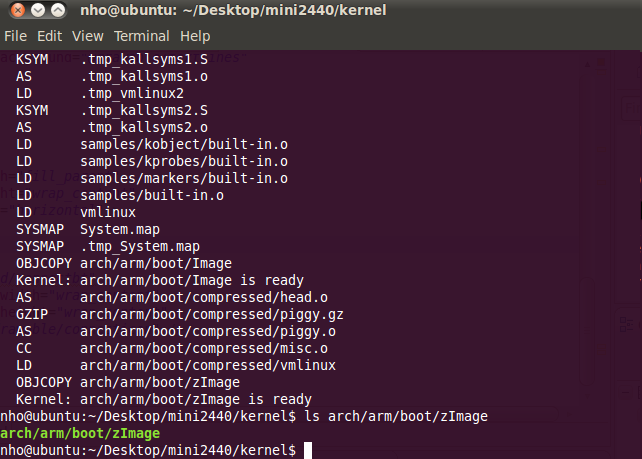 nho@ubuntu: ~/Desktop/mini2440/kernel
File Edit View Terminal Help
KSYM .tmp_kallsyms1.S
AS .tmp_kallsyms1.o
LD .tmp_vmlinux2
KSYM .tmp_kallsyms2.S
AS .tmp_kallsyms2.o
LD samples/kobject/built-in.o
LD samples/kprobes/built-in.o
LD samples/markers/built-in.o
LD samples/built-in.o
LD vmlinux
SYSMAP System.map
SYSMAP .tmp_System.map
OBJCOPY arch/arm/boot/Image
Kernel: arch/arm/boot/Image is ready
AS arch/arm/boot/compressed/head.o
GZIP arch/arm/boot/compressed/piggy.gz
AS arch/arm/boot/compressed/piggy.o
CC arch/arm/boot/compressed/misc.o
LD arch/arm/boot/compressed/vmlinux
OBJCOPY arch/arm/boot/zImage
Kernel: arch/arm/boot/zImage is ready
nho@ubuntu:~/Desktop/mini2440/kernel$ ls arch/arm/boot/zImage
arch/arm/boot/zImage
nho@ubuntu:~/Desktop/mini2440/kernel$